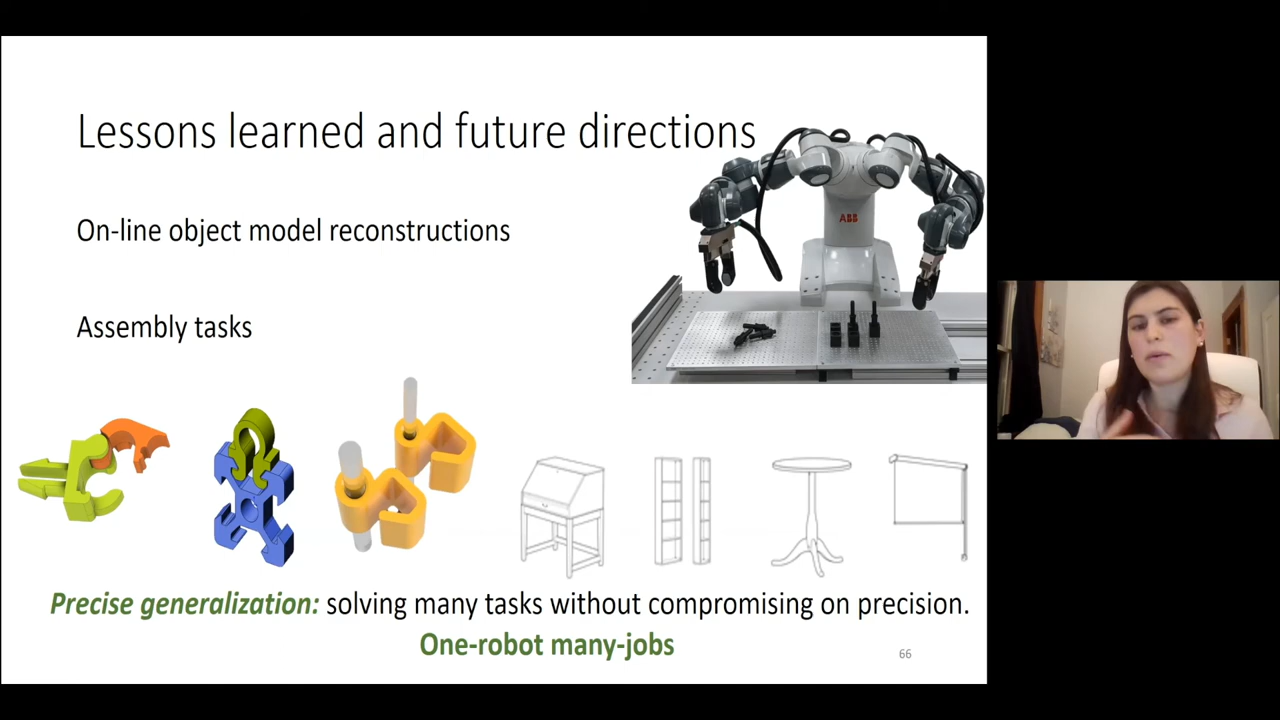 Lessons learned and future directions
ABB
On-line object model reconstructions
Assembly tasks
Precise generalization: solving many tasks without compromising on precision.
One-robot many-jobs
66